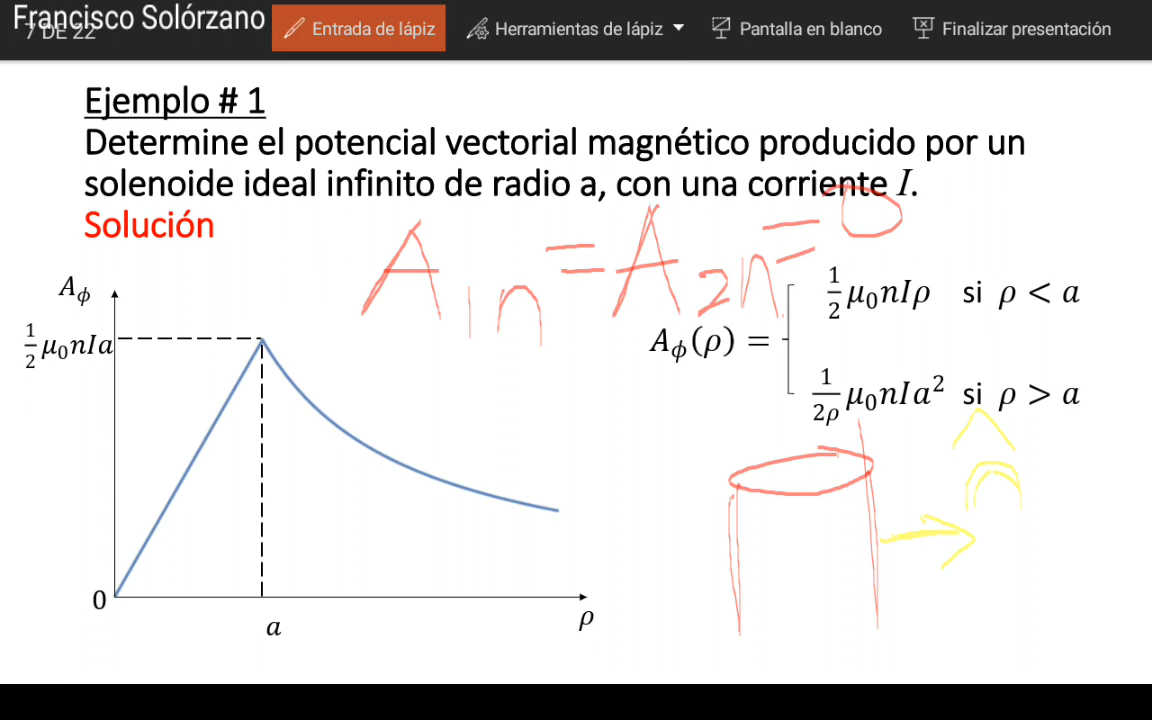 Francisco Solórzano
7 DE 22
Entrada de lápiz
Herramientas de lápiz
Pantalla en blanco
Finalizar presentación
Ejemplo # 1
Determine el potencial vectorial magnético producido por un
solenoide ideal infinito de radio a, con una corriente I.
Solución
A₁ₙ = A₂ₙ = 0
A_ϕ
½ μ₀nIa
0
a
ρ
A_ϕ(ρ) =
½ μ₀nIρ si ρ < a
1/2ρ μ₀nIa² si ρ > a
n̂